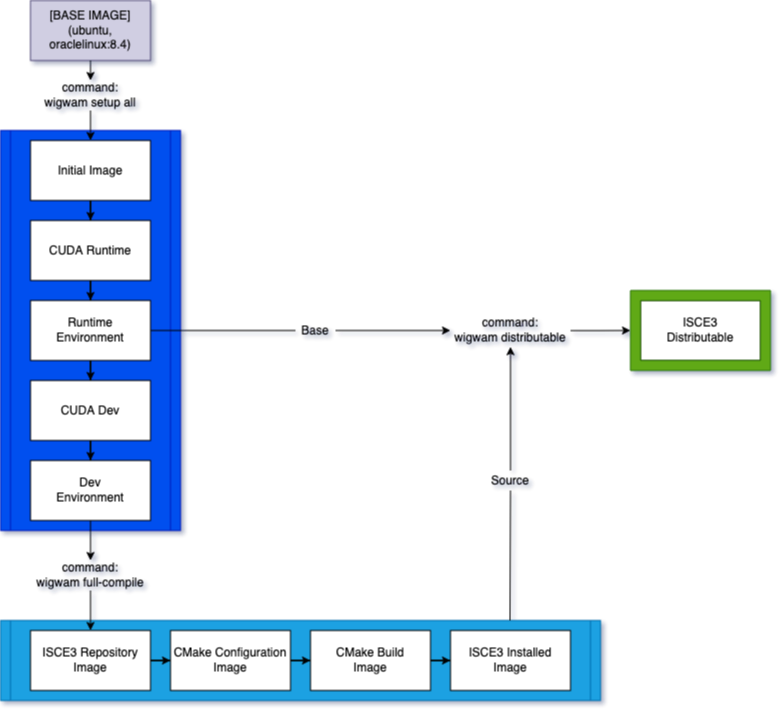 [BASE IMAGE]
(ubuntu,
oraclelinux:8.4)
command:
wigwam setup all
Initial Image
CUDA Runtime
Runtime
Environment
Base
command:
wigwam distributable
ISCE3
Distributable
CUDA Dev
Dev
Environment
Source
command:
wigwam full-compile
ISCE3 Repository
Image
CMake Configuration
Image
CMake Build
Image
ISCE3 Installed
Image